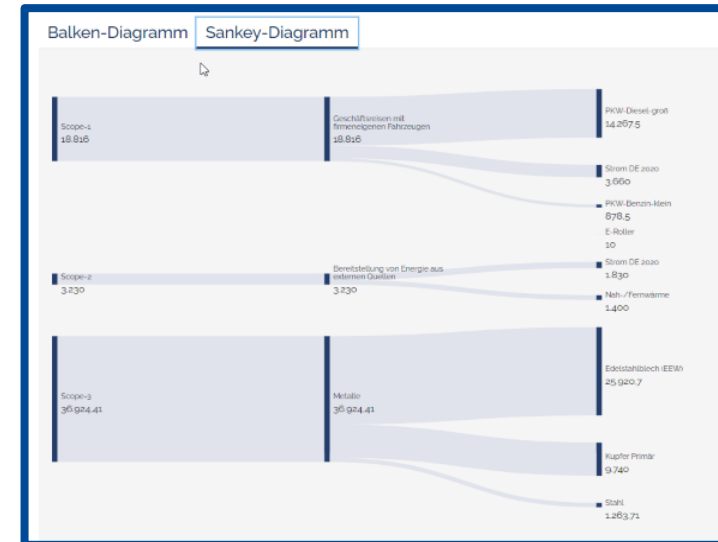 Balken-Diagramm Sankey-Diagramm
Scope-1
18.816
Geschäftsreisen mit
firmeneigenen Fahrzeugen
18.816
PKW-Diesel-groß
14.267,5
Strom DE 2020
3.660
PKW-Benzin-klein
878,5
E-Roller
10
Scope-2
3.230
Bereitstellung von Energie aus
externen Quellen
3.230
Strom DE 2020
1.830
Nah-/Fernwärme
1.400
Scope-3
36.924,41
Metalle
36.924,41
Edelstahlblech (EEW)
25.920,7
Kupfer Primär
9.740
Stahl
1.263,71